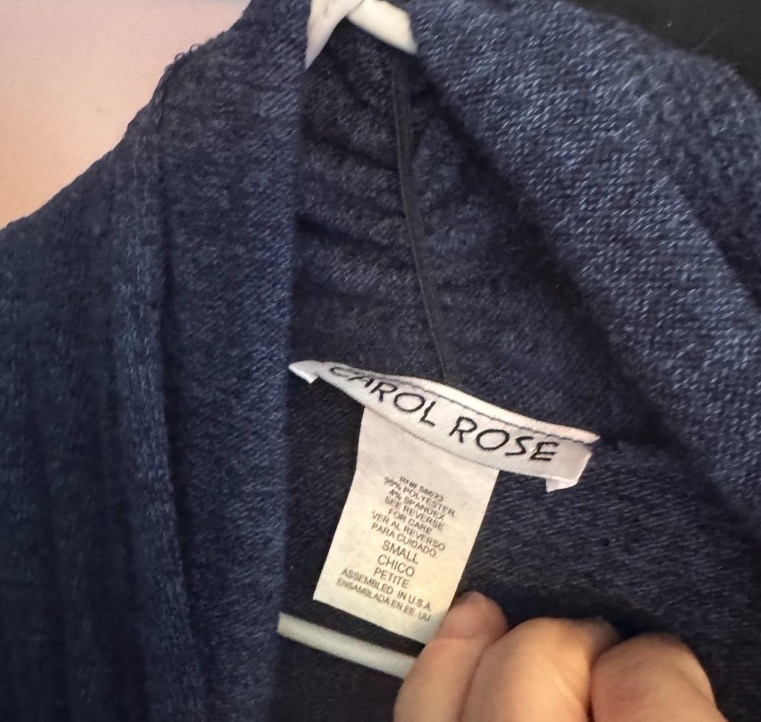 CAROL ROSE
RN# 58023
96% POLYESTER
4% SPANDEX
SEE REVERSE
FOR CARE
VER AL REVERSO
PARA CUIDADO
SMALL
CHICO
PETITE
ASSEMBLED IN U.S.A.
ENSAMBLADA EN EE. UU